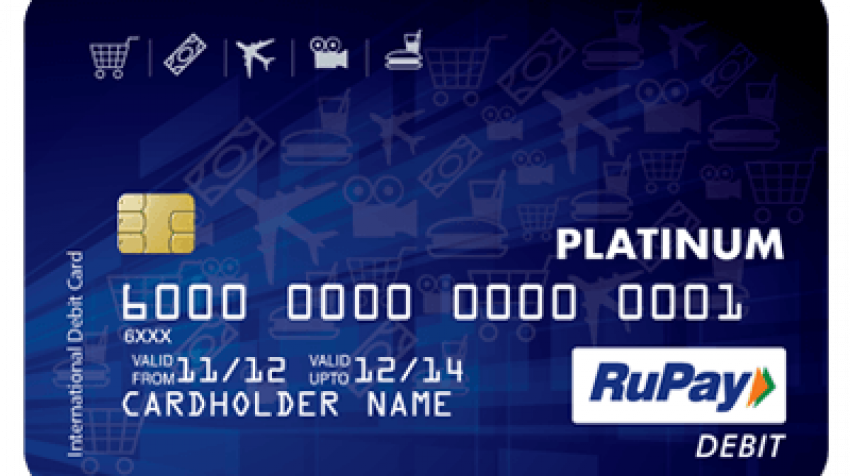 PLATINUM
6000 0000 0000 0001
6XXX
VALID FROM 11/12 VALID UPTO 12/14
CARDHOLDER NAME
International Debit Card
RuPay
DEBIT